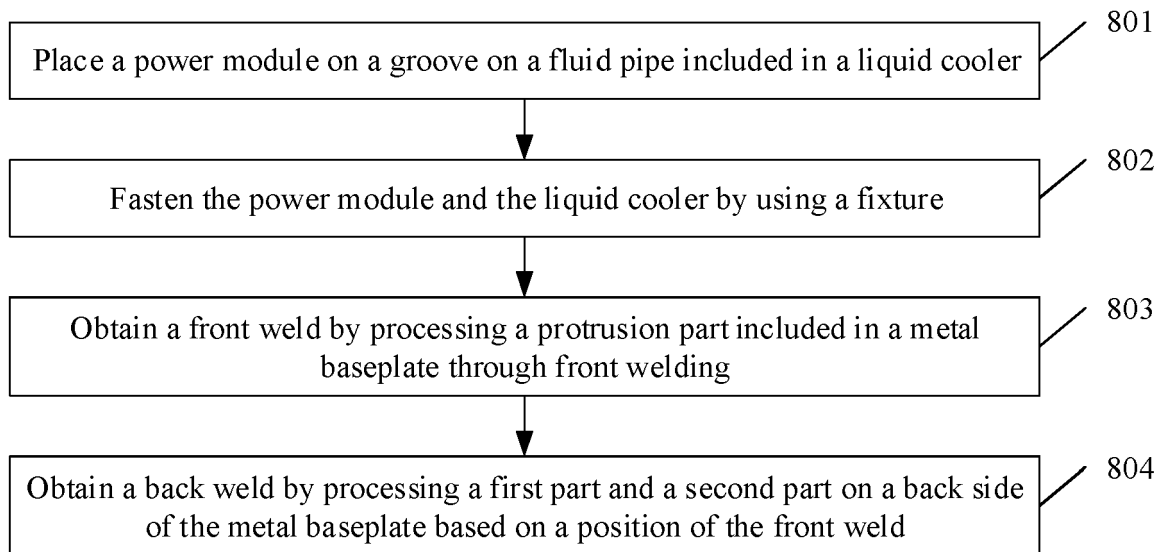 801
Place a power module on a groove on a fluid pipe included in a liquid cooler
802
Fasten the power module and the liquid cooler by using a fixture
803
Obtain a front weld by processing a protrusion part included in a metal
baseplate through front welding
804
Obtain a back weld by processing a first part and a second part on a back side
of the metal baseplate based on a position of the front weld